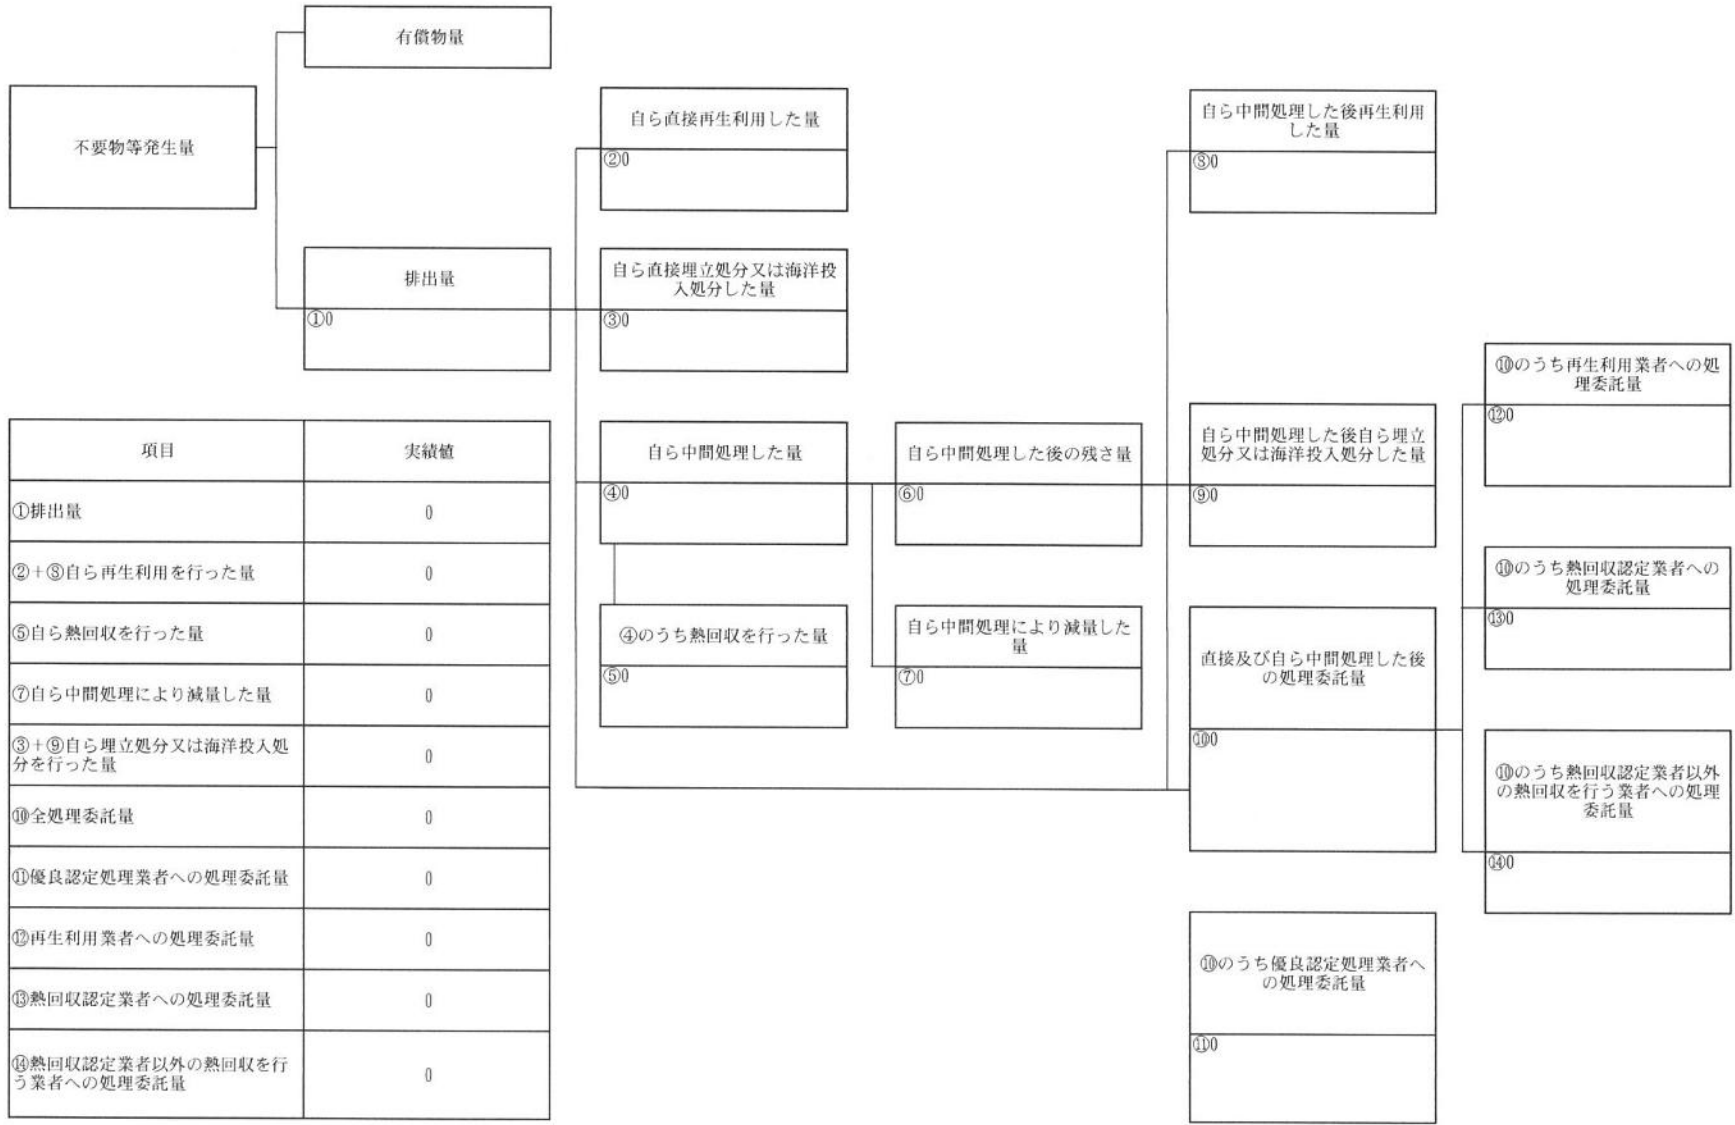 有償物量
不要物等発生量
排出量
①0
自ら直接再生利用した量
②0
自ら直接埋立処分又は海洋投
入処分した量
③0
自ら中間処理した量
④0
④のうち熱回収を行った量
⑤0
自ら中間処理した後の残さ量
⑥0
自ら中間処理により減量した
量
⑦0
自ら中間処理した後再生利用
した量
⑧0
自ら中間処理した後自ら埋立
処分又は海洋投入処分した量
⑨0
直接及び自ら中間処理した後
の処理委託量
⑩0
⑩のうち優良認定処理業者へ
の処理委託量
⑪0
⑩のうち再生利用業者への処
理委託量
⑫0
⑩のうち熱回収認定業者への
処理委託量
⑬0
⑩のうち熱回収認定業者以外
の熱回収を行う業者への処理
委託量
⑭0
項目 実績値
①排出量 0
②+⑧自ら再生利用を行った量 0
⑤自ら熱回収を行った量 0
⑦自ら中間処理により減量した量 0
③+⑨自ら埋立処分又は海洋投入処
分を行った量 0
⑩全処理委託量 0
⑪優良認定処理業者への処理委託量 0
⑫再生利用業者への処理委託量 0
⑬熱回収認定業者への処理委託量 0
⑭熱回収認定業者以外の熱回収を行
う業者への処理委託量 0